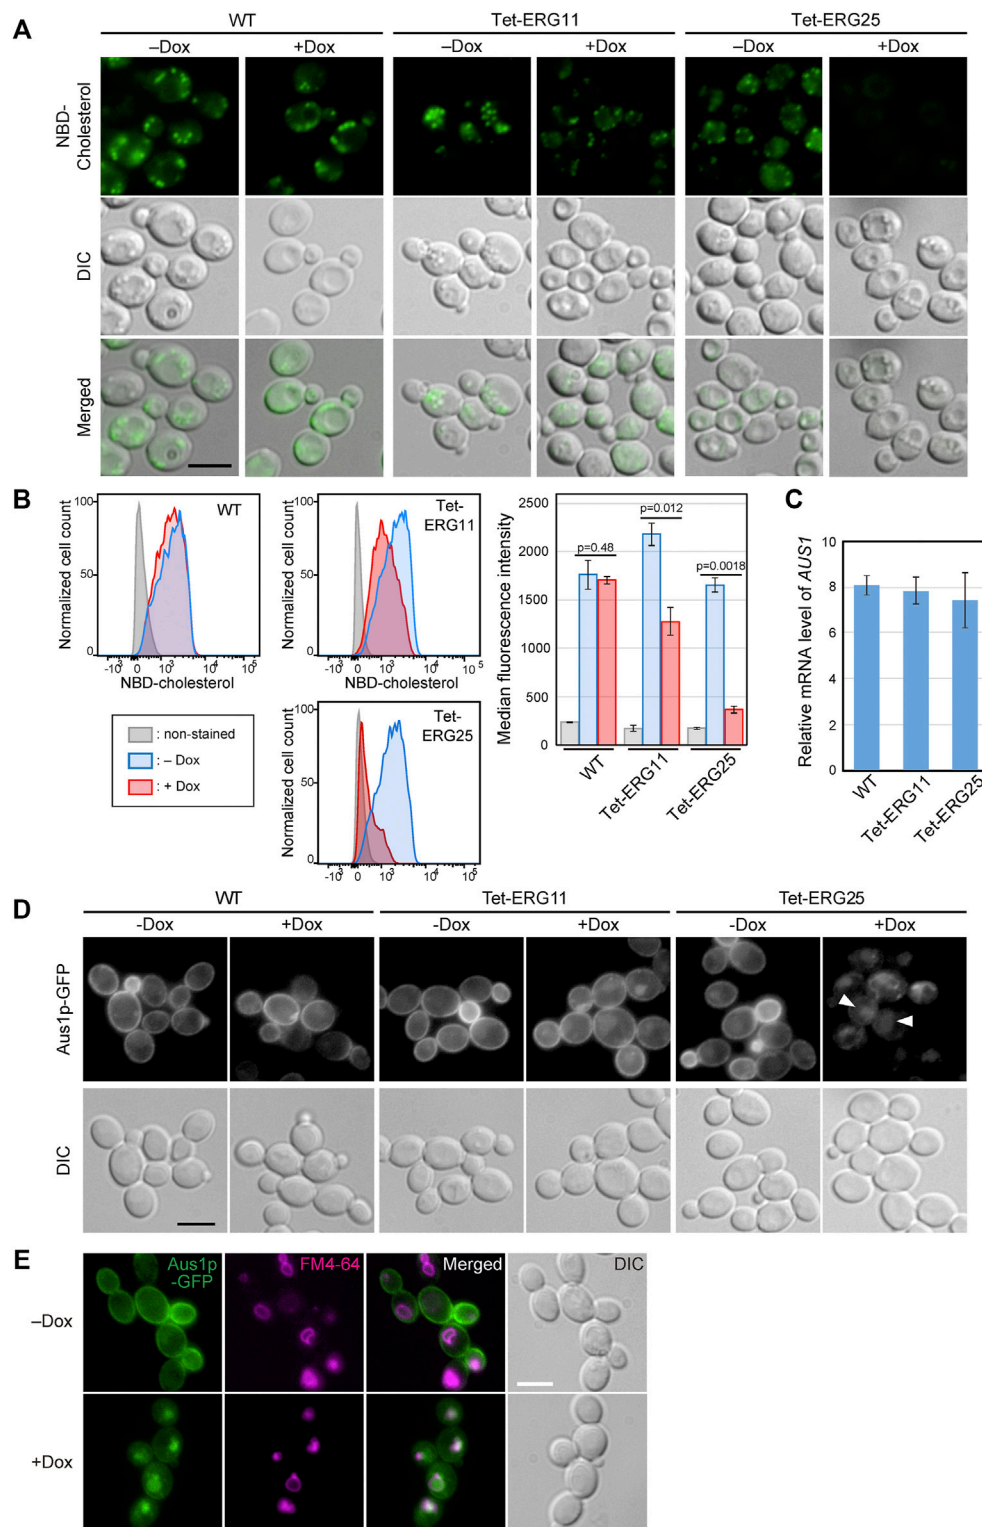 A
WT Tet-ERG11 Tet-ERG25
–Dox +Dox –Dox +Dox –Dox +Dox
NBD-
Cholesterol
DIC
Merged
B
Normalized cell count
100
50
0
WT
-10³ 0 10³ 10⁴ 10⁵
NBD-cholesterol
Normalized cell count
100
50
0
Tet-
ERG11
-10³ 0 10³ 10⁴ 10⁵
NBD-cholesterol
: non-stained
: – Dox
: + Dox
Normalized cell count
100
50
0
Tet-
ERG25
-10³ 0 10³ 10⁴ 10⁵
NBD-cholesterol
Median fluorescence intensity
2500
2000
1500
1000
500
0
p=0.48
p=0.012
p=0.0018
WT
Tet-ERG11
Tet-ERG25
C
Relative mRNA level of AUS1
10
8
6
4
2
0
WT
Tet-ERG11
Tet-ERG25
D
WT Tet-ERG11 Tet-ERG25
-Dox +Dox -Dox +Dox -Dox +Dox
Aus1p-GFP
DIC
E
Aus1p
-GFP
FM4-64
Merged
DIC
–Dox
+Dox